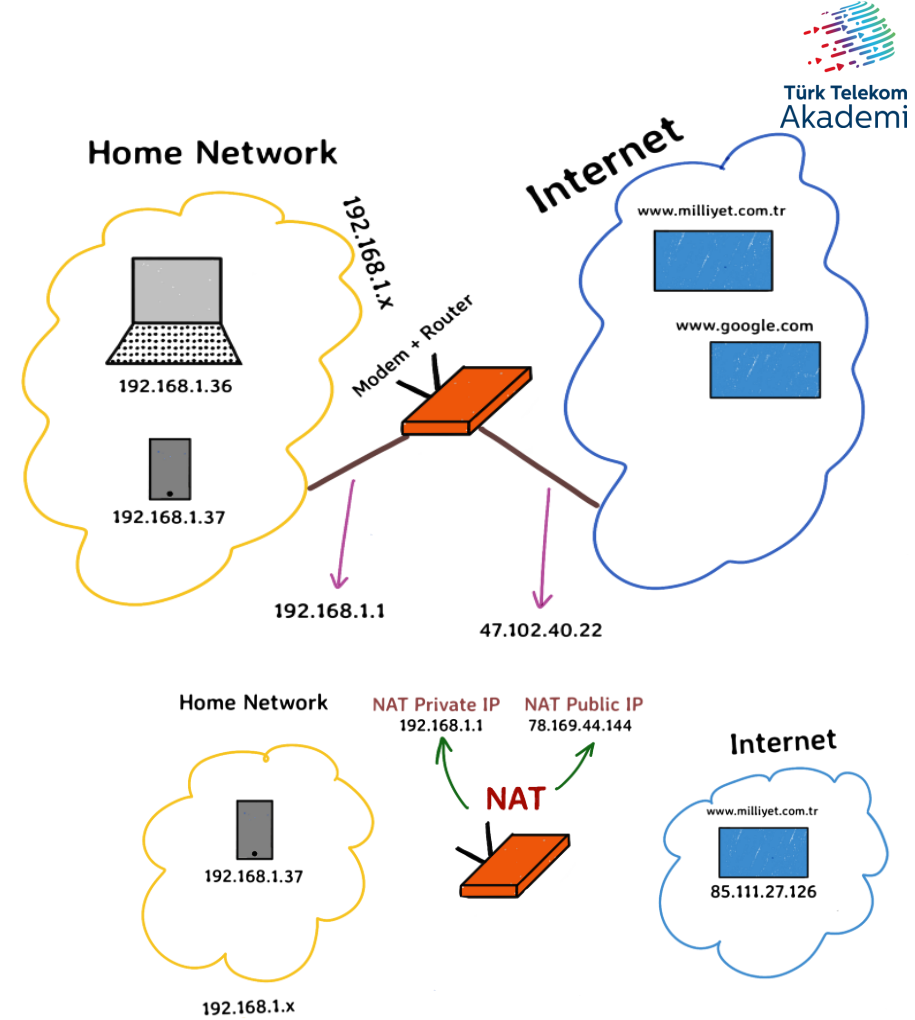 Türk Telekom
Akademi
Home Network
Internet
192.168.1.x
www.milliyet.com.tr
www.google.com
Modem + Router
192.168.1.36
192.168.1.37
192.168.1.1
47.102.40.22
Home Network
NAT Private IP
192.168.1.1
NAT Public IP
78.169.44.144
Internet
NAT
www.milliyet.com.tr
192.168.1.37
85.111.27.126
192.168.1.x